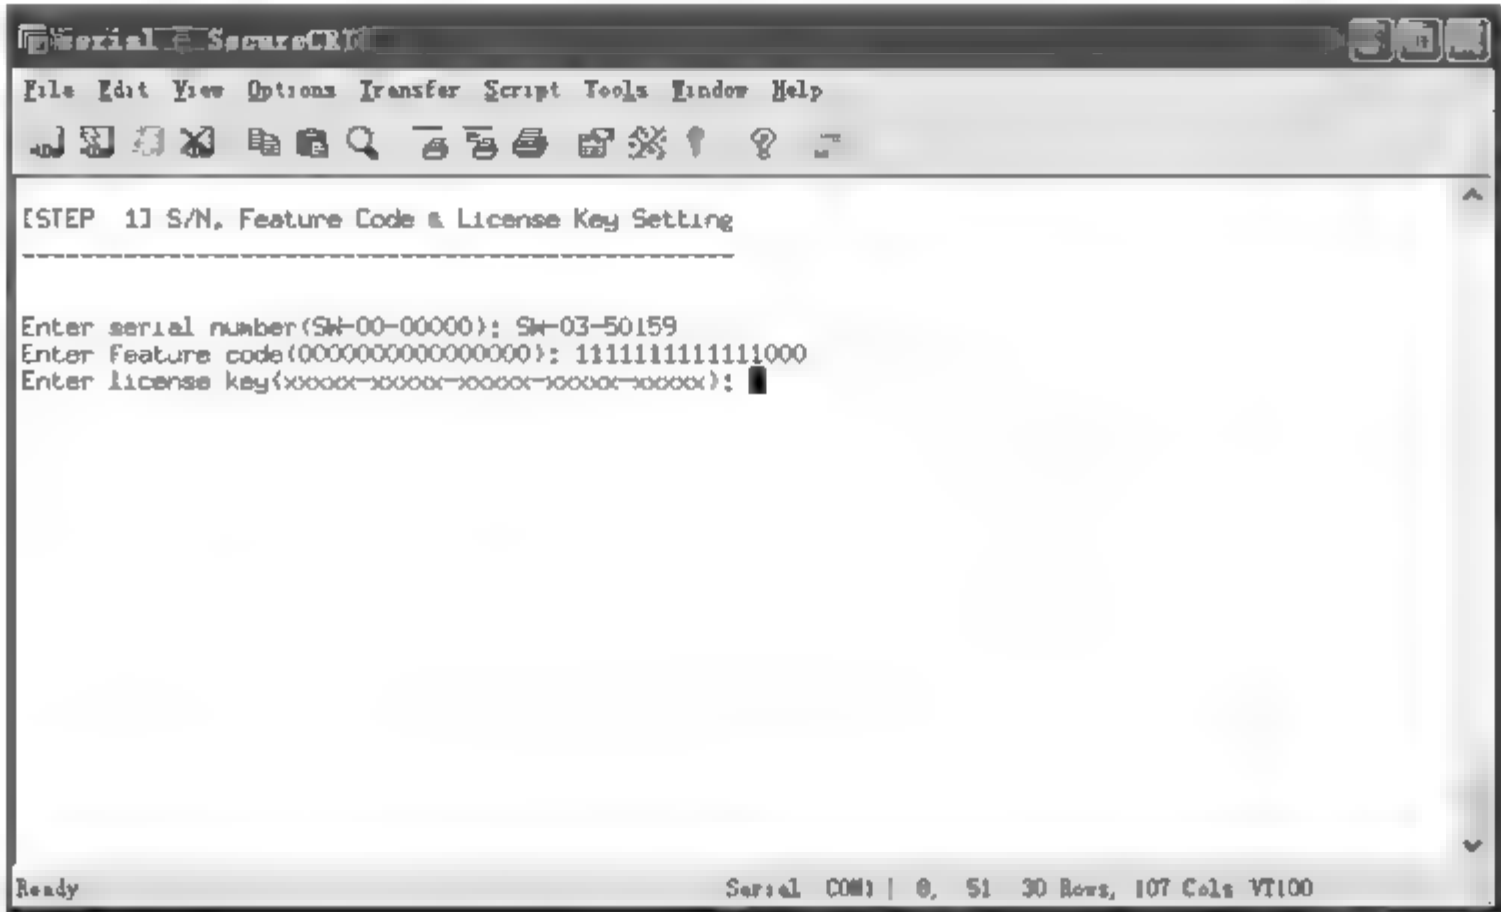 Serial - SecureCRT
File Edit View Options Transfer Script Tools Window Help
[STEP 1] S/N, Feature Code & License Key Setting
------------------------------------------------
Enter serial number(SW-00-00000): SW-03-50159
Enter feature code(0000000000000000): 1111111111111000
Enter license key(xxxxx-xxxxx-xxxxx-xxxxx-xxxxx):
Ready
Serial 51 30 Rows, 107 Cols VT100